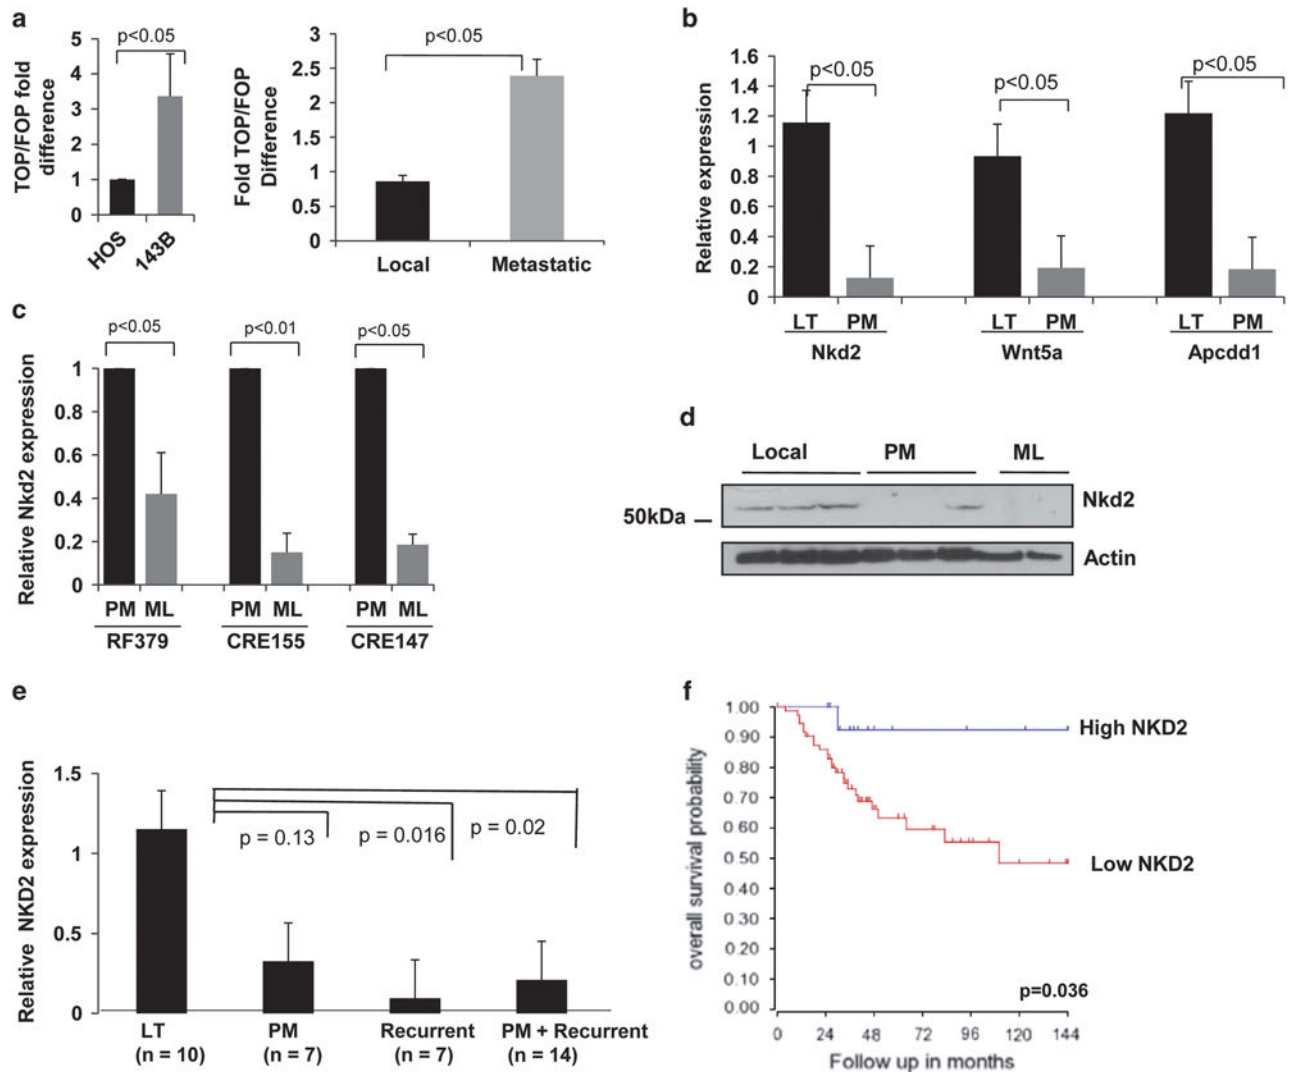 a
p<0.05
TOP/FOP fold
difference
5
4
3
2
1
0
HOS
143B
p<0.05
Fold TOP/FOP
Difference
3
2.5
2
1
1
0.5
0
Local
Metastatic
b
p<0.05
p<0.05
p<0.05
Relative expression
1.6
1.4
1.2
1
0.8
0.6
0.4
0.2
0
LT PM
LT PM
LT PM
Nkd2
Wnt5a
Apcdd1
c
p<0.05
p<0.01
p<0.05
Relative Nkd2 expression
1
0.8
0.6
0.4
0.2
0
PM ML
PM ML
PM ML
RF379
CRE155
CRE147
d
Local
PM
ML
50kDa
Nkd2
Actin
e
Relative NKD2 expression
1.5
1
0.5
0
p = 0.13
p = 0.016
p = 0.02
LT
(n = 10)
PM
(n = 7)
Recurrent
(n = 7)
PM + Recurrent
(n = 14)
f
overall survival probability
1.00
0.90
0.80
0.70
0.60
0.50
0.40
0.30
0.20
0.10
0.00
High NKD2
Low NKD2
p=0.036
0 24 48 72 96 120 144
Follow up in months